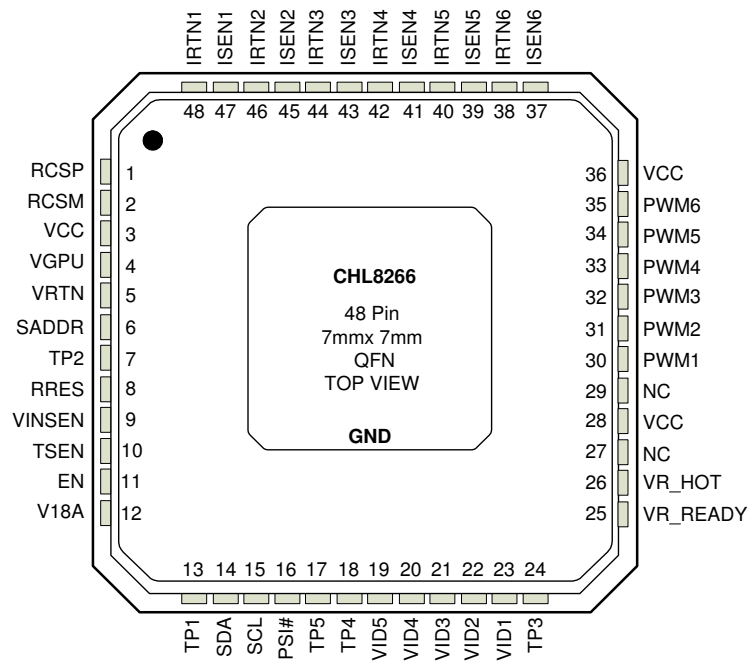 IRTN1
ISEN1
IRTN2
ISEN2
IRTN3
ISEN3
IRTN4
ISEN4
IRTN5
ISEN5
IRTN6
ISEN6
48 47 46 45 44 43 42 41 40 39 38 37
RCSP 1
RCSM 2
VCC 3
VGPU 4
VRTN 5
SADDR 6
TP2 7
RRES 8
VINSEN 9
TSEN 10
EN 11
V18A 12
CHL8266
48 Pin
7mmx 7mm
QFN
TOP VIEW
GND
36 VCC
35 PWM6
34 PWM5
33 PWM4
32 PWM3
31 PWM2
30 PWM1
29 NC
28 VCC
27 NC
26 VR_HOT
25 VR_READY
13 14 15 16 17 18 19 20 21 22 23 24
TP1
SDA
SCL
PSI#
TP5
TP4
VID5
VID4
VID3
VID2
VID1
TP3